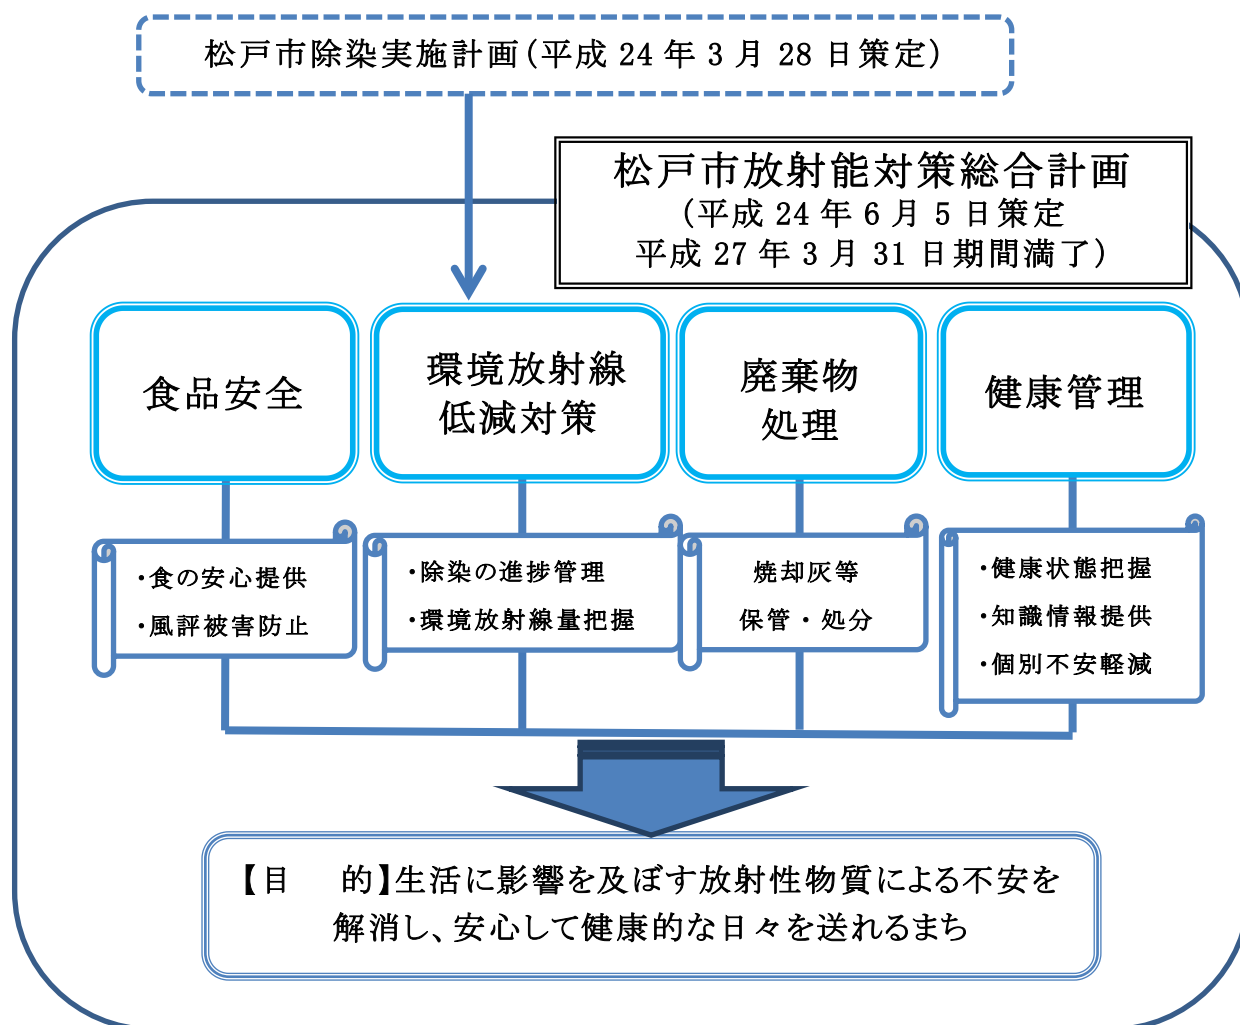 松戸市除染実施計画(平成 24 年 3 月 28 日策定)
松戸市放射能対策総合計画
(平成 24 年 6 月 5 日策定
平成 27 年 3 月 31 日期間満了)
食品安全
環境放射線
低減対策
廃棄物
処理
健康管理
・食の安心提供
・風評被害防止
・除染の進捗管理
・環境放射線量把握
焼却灰等
保管・処分
・健康状態把握
・知識情報提供
・個別不安軽減
【目　的】生活に影響を及ぼす放射性物質による不安を
解消し、安心して健康的な日々を送れるまち